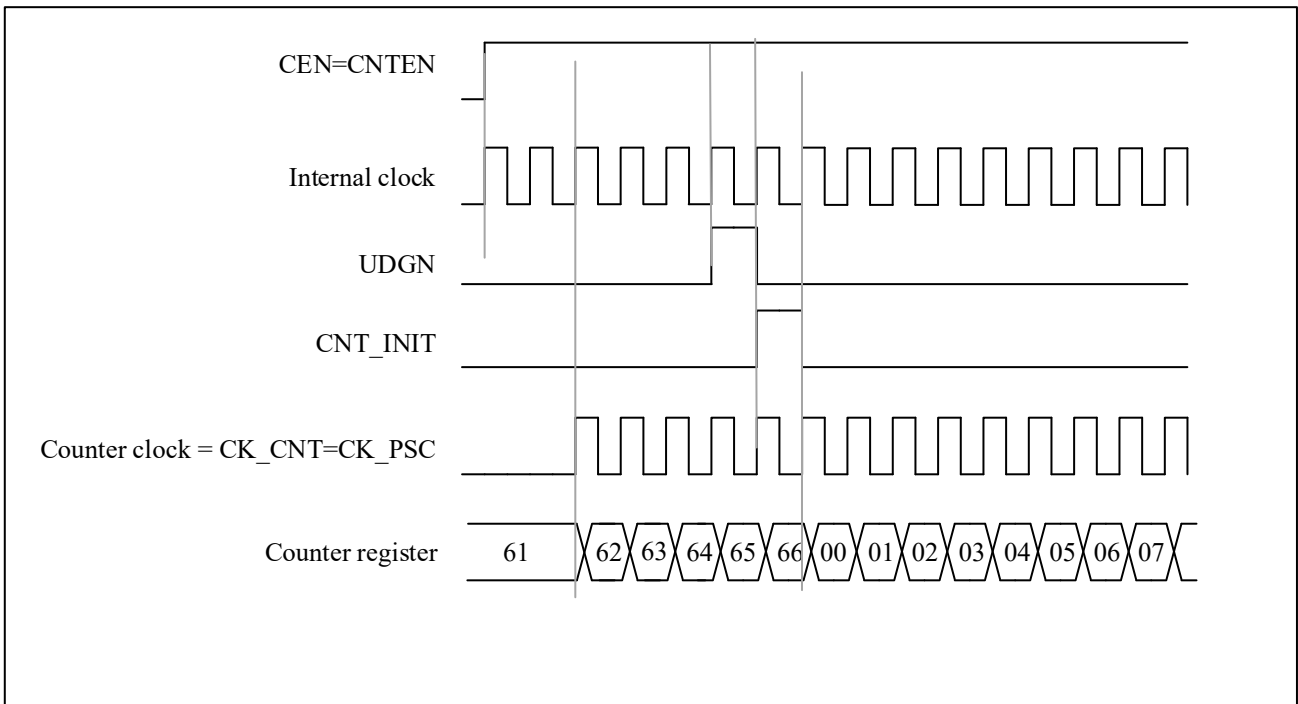 CEN=CNTEN
Internal clock
UDGN
CNT_INIT
Counter clock = CK_CNT=CK_PSC
Counter register
61 62 63 64 65 66 00 01 02 03 04 05 06 07